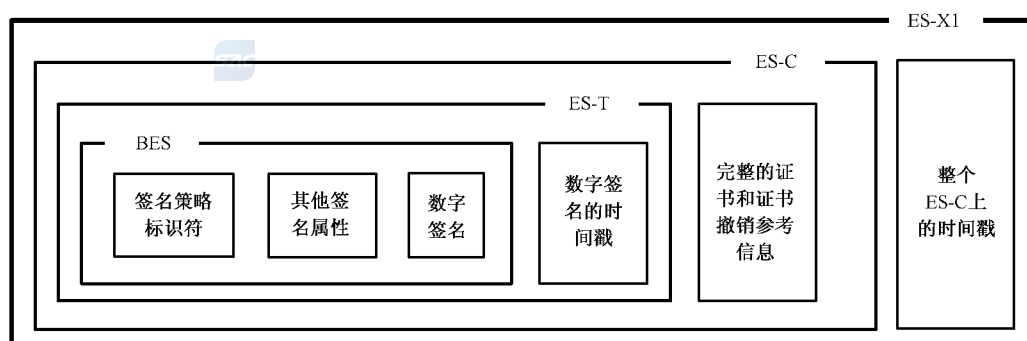 ES-X1
ES-C
ES-T
BES
签名策略
标识符
其他签
名属性
数字
签名
数字签
名的时
间戳
完整的证
书和证书
撤销参考
信息
整个
ES-C上
的时间戳